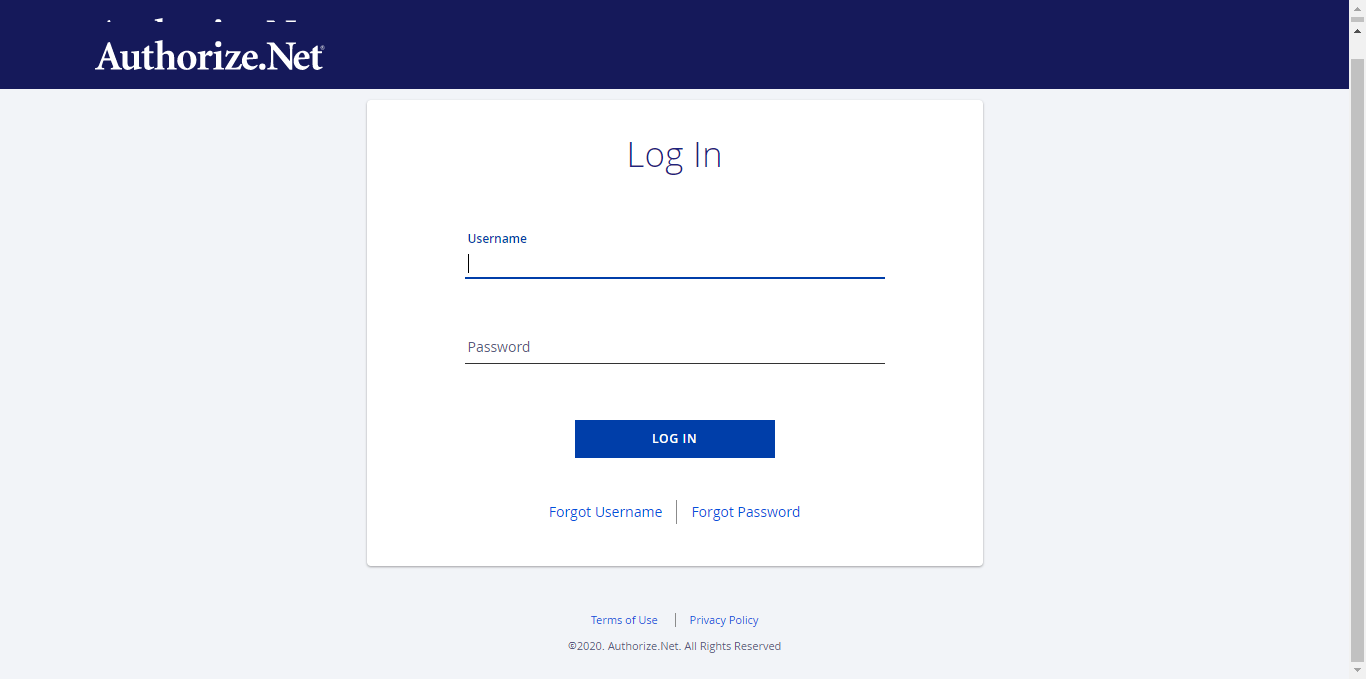 Authorize.Net®
Log In
Username
Password
LOG IN
Forgot Username
Forgot Password
Terms of Use
Privacy Policy
©2020. Authorize.Net. All Rights Reserved